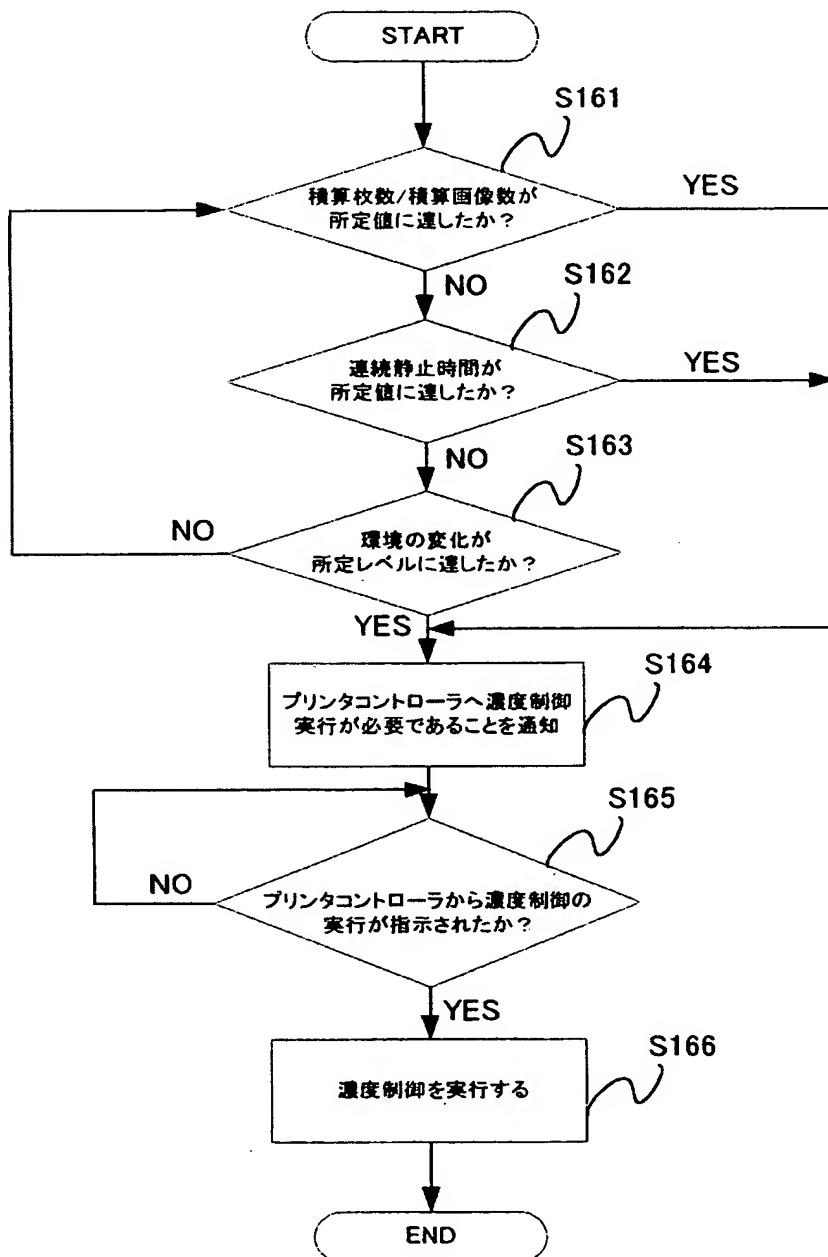 START
S161
積算枚数/積算画像数が
所定値に達したか？
YES
NO
S162
連続静止時間が
所定値に達したか？
YES
NO
S163
環境の変化が
所定レベルに達したか？
NO
YES
S164
プリンタコントローラへ濃度制御
実行が必要であることを通知
S165
プリンタコントローラから濃度制御の
実行が指示されたか？
NO
YES
S166
濃度制御を実行する
END